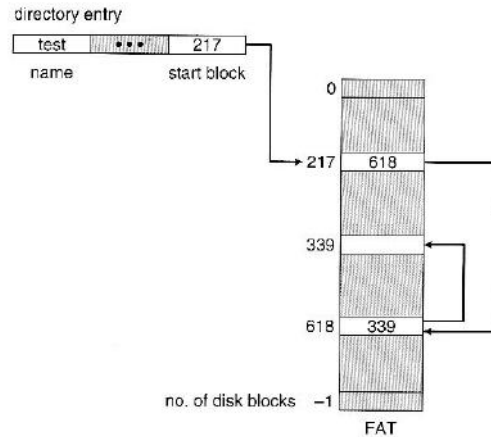 directory entry
test ••• 217
name start block
0
217 618
339
618 339
no. of disk blocks –1
FAT